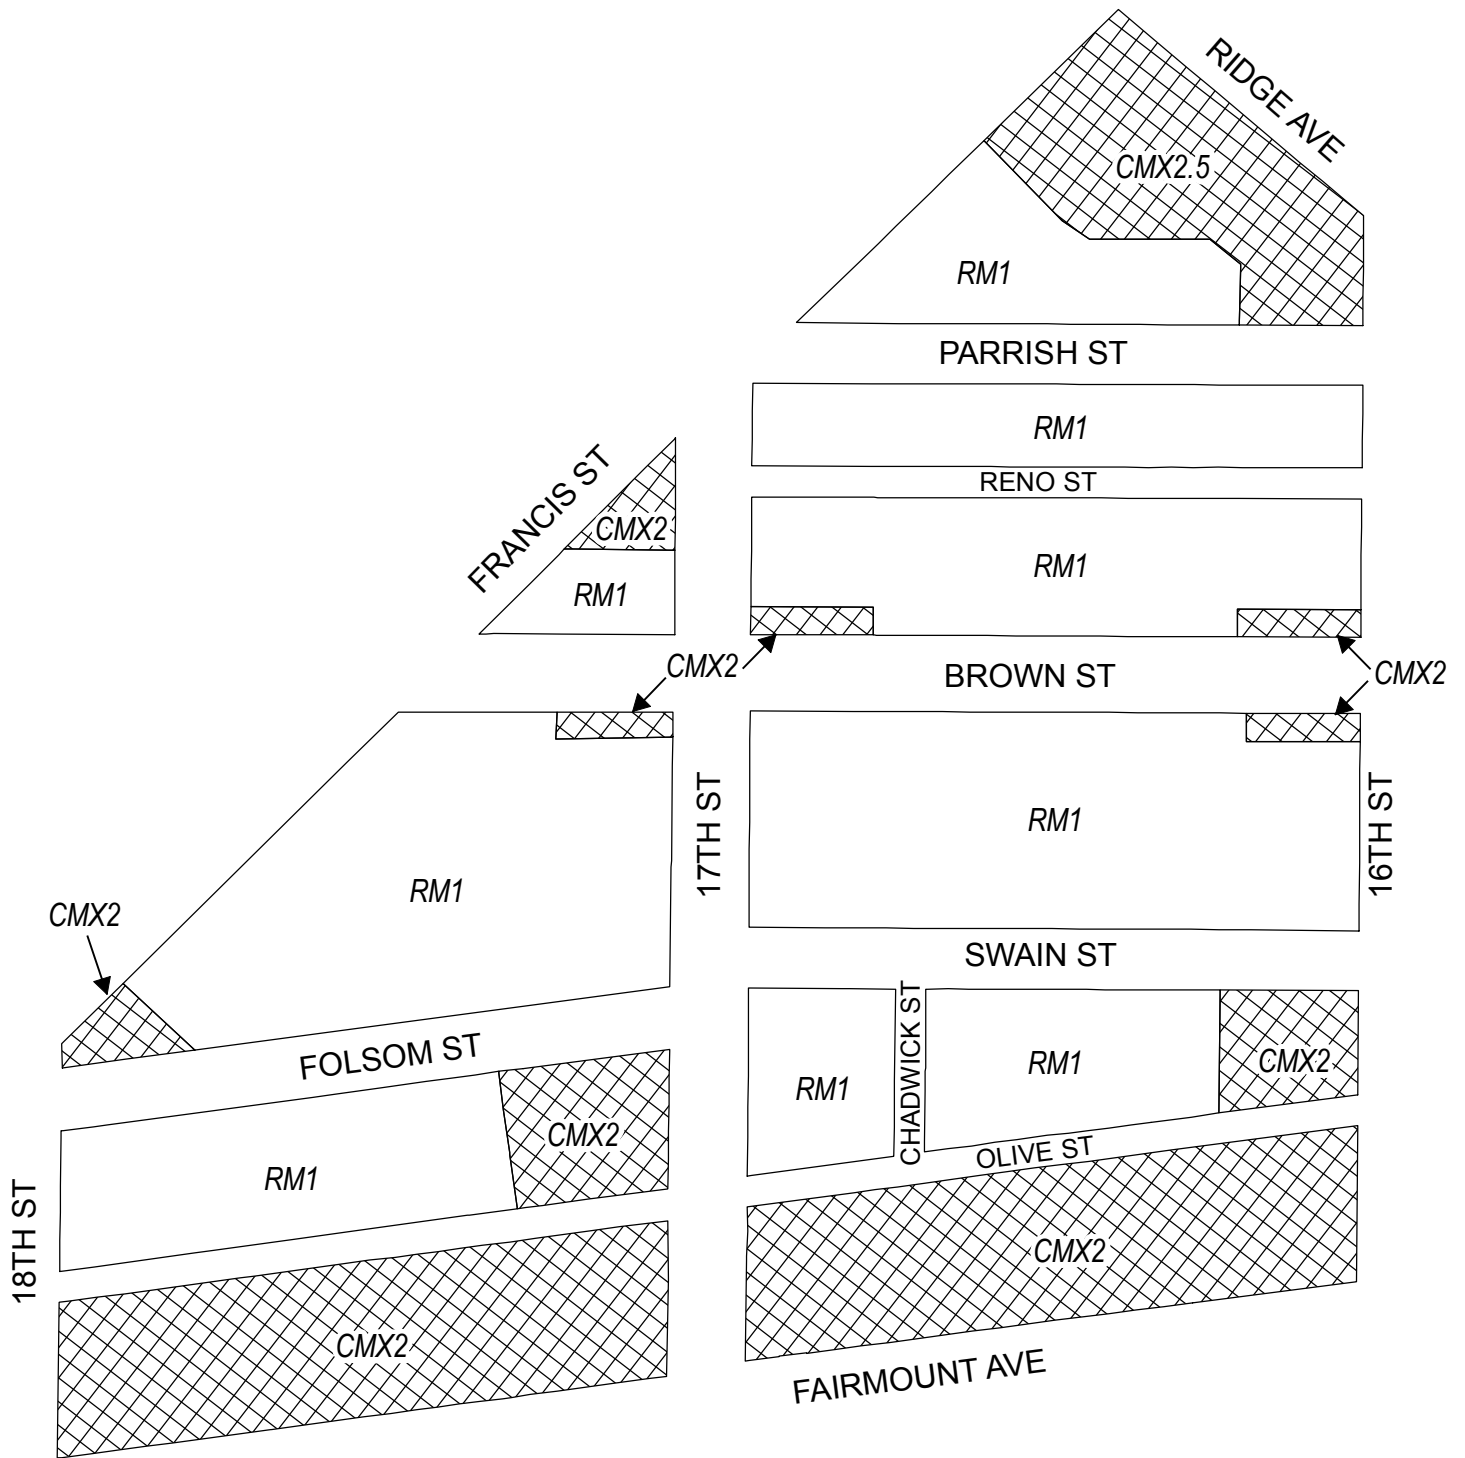 RIDGE AVE
CMX2.5
RM1
PARRISH ST
RM1
RENO ST
FRANCIS ST
CMX2
RM1
RM1
CMX2
BROWN ST
CMX2
17TH ST
RM1
16TH ST
RM1
CMX2
SWAIN ST
CHADWICK ST
FOLSOM ST
RM1
CMX2
RM1
CMX2
OLIVE ST
RM1
18TH ST
CMX2
CMX2
FAIRMOUNT AVE